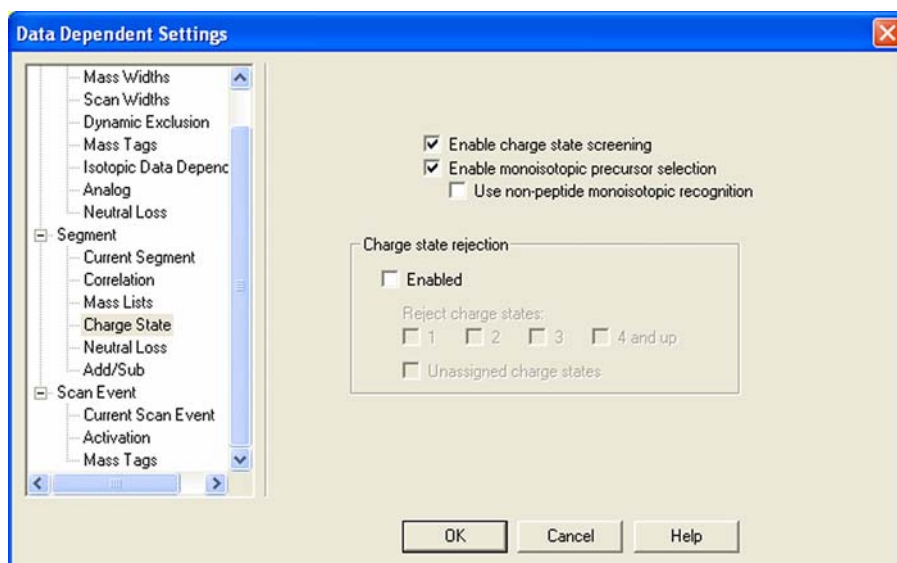 Data Dependent Settings
Mass Widths
Scan Widths
Dynamic Exclusion
Mass Tags
Isotopic Data Depenc
Analog
Neutral Loss
Segment
Current Segment
Correlation
Mass Lists
Charge State
Neutral Loss
Add/Sub
Scan Event
Current Scan Event
Activation
Mass Tags
Enable charge state screening
Enable monoisotopic precursor selection
Use non-peptide monoisotopic recognition
Charge state rejection
Enabled
Reject charge states:
1 2 3 4 and up
Unassigned charge states
OK Cancel Help